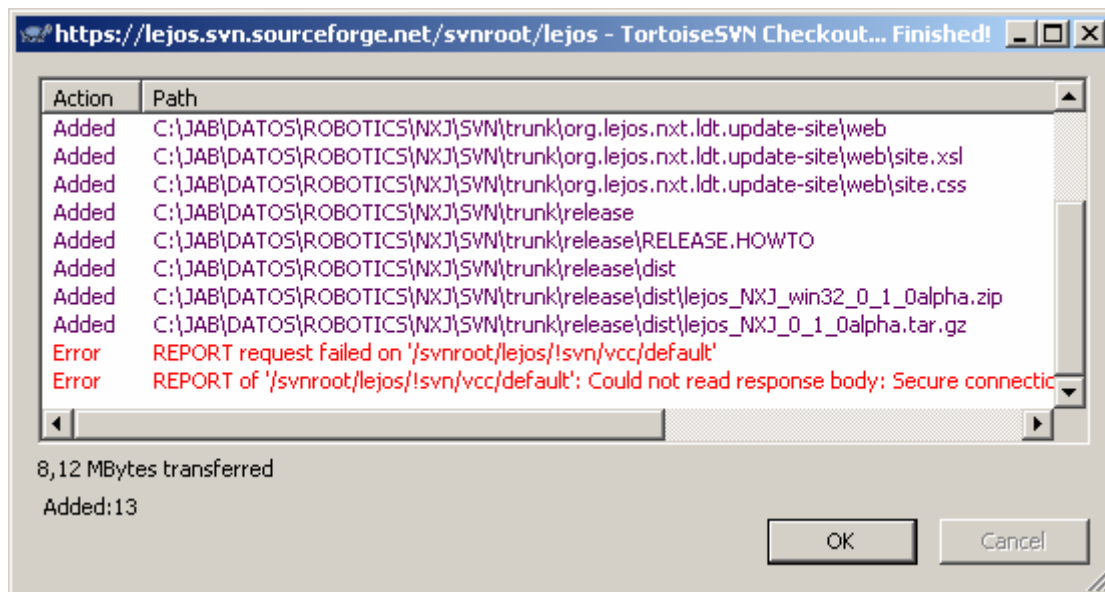 https://lejos.svn.sourceforge.net/svnroot/lejos - TortoiseSVN Checkout... Finished!
Action Path
Added C:\JAB\DATOS\ROBOTICS\NXJ\SVN\trunk\org.lejos.nxt.ldt.update-site\web
Added C:\JAB\DATOS\ROBOTICS\NXJ\SVN\trunk\org.lejos.nxt.ldt.update-site\web\site.xsl
Added C:\JAB\DATOS\ROBOTICS\NXJ\SVN\trunk\org.lejos.nxt.ldt.update-site\web\site.css
Added C:\JAB\DATOS\ROBOTICS\NXJ\SVN\trunk\release
Added C:\JAB\DATOS\ROBOTICS\NXJ\SVN\trunk\release\RELEASE.HOWTO
Added C:\JAB\DATOS\ROBOTICS\NXJ\SVN\trunk\release\dist
Added C:\JAB\DATOS\ROBOTICS\NXJ\SVN\trunk\release\dist\lejos_NXJ_win32_0_1_0alpha.zip
Added C:\JAB\DATOS\ROBOTICS\NXJ\SVN\trunk\release\dist\lejos_NXJ_0_1_0alpha.tar.gz
Error REPORT request failed on '/svnroot/lejos/!svn/vcc/default'
Error REPORT of '/svnroot/lejos/!svn/vcc/default': Could not read response body: Secure connectic
8,12 MBytes transferred
Added:13
OK Cancel